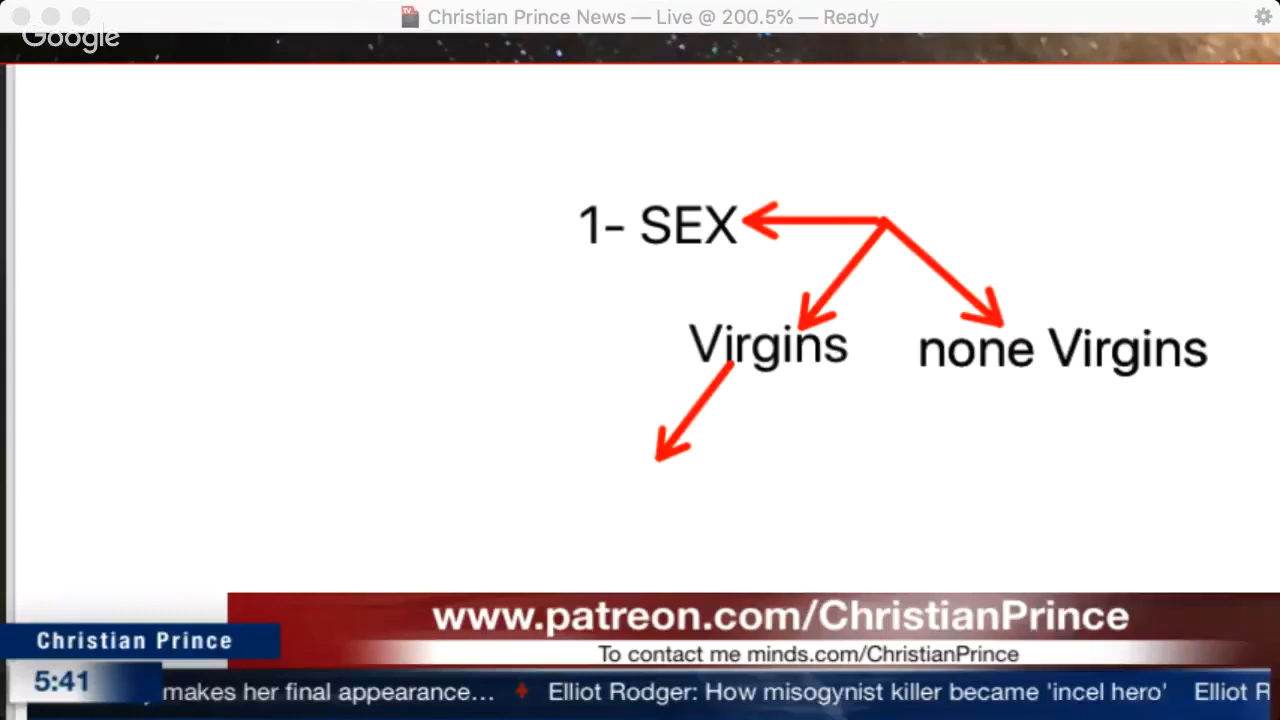 Christian Prince News — Live @ 200.5% — Ready
Google
1- SEX
Virgins
none Virgins
www.patreon.com/ChristianPrince
Christian Prince
To contact me minds.com/ChristianPrince
5:41
makes her final appearance... Elliot Rodger: How misogynist killer became 'incel hero' Elliot R